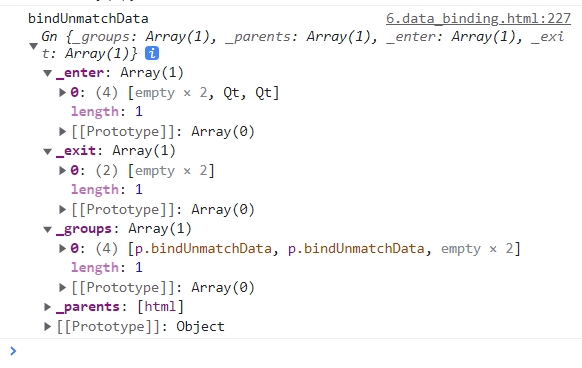 bindUnmatchData 6.data_binding.html:227
Gn {_groups: Array(1), _parents: Array(1), _enter: Array(1), _exi
t: Array(1)} i
▼ _enter: Array(1)
▶ 0: (4) [empty × 2, Qt, Qt]
length: 1
▶ [[Prototype]]: Array(0)
▼ _exit: Array(1)
▶ 0: (2) [empty × 2]
length: 1
▶ [[Prototype]]: Array(0)
▼ _groups: Array(1)
▶ 0: (4) [p.bindUnmatchData, p.bindUnmatchData, empty × 2]
length: 1
▶ [[Prototype]]: Array(0)
▶ _parents: [html]
▶ [[Prototype]]: Object